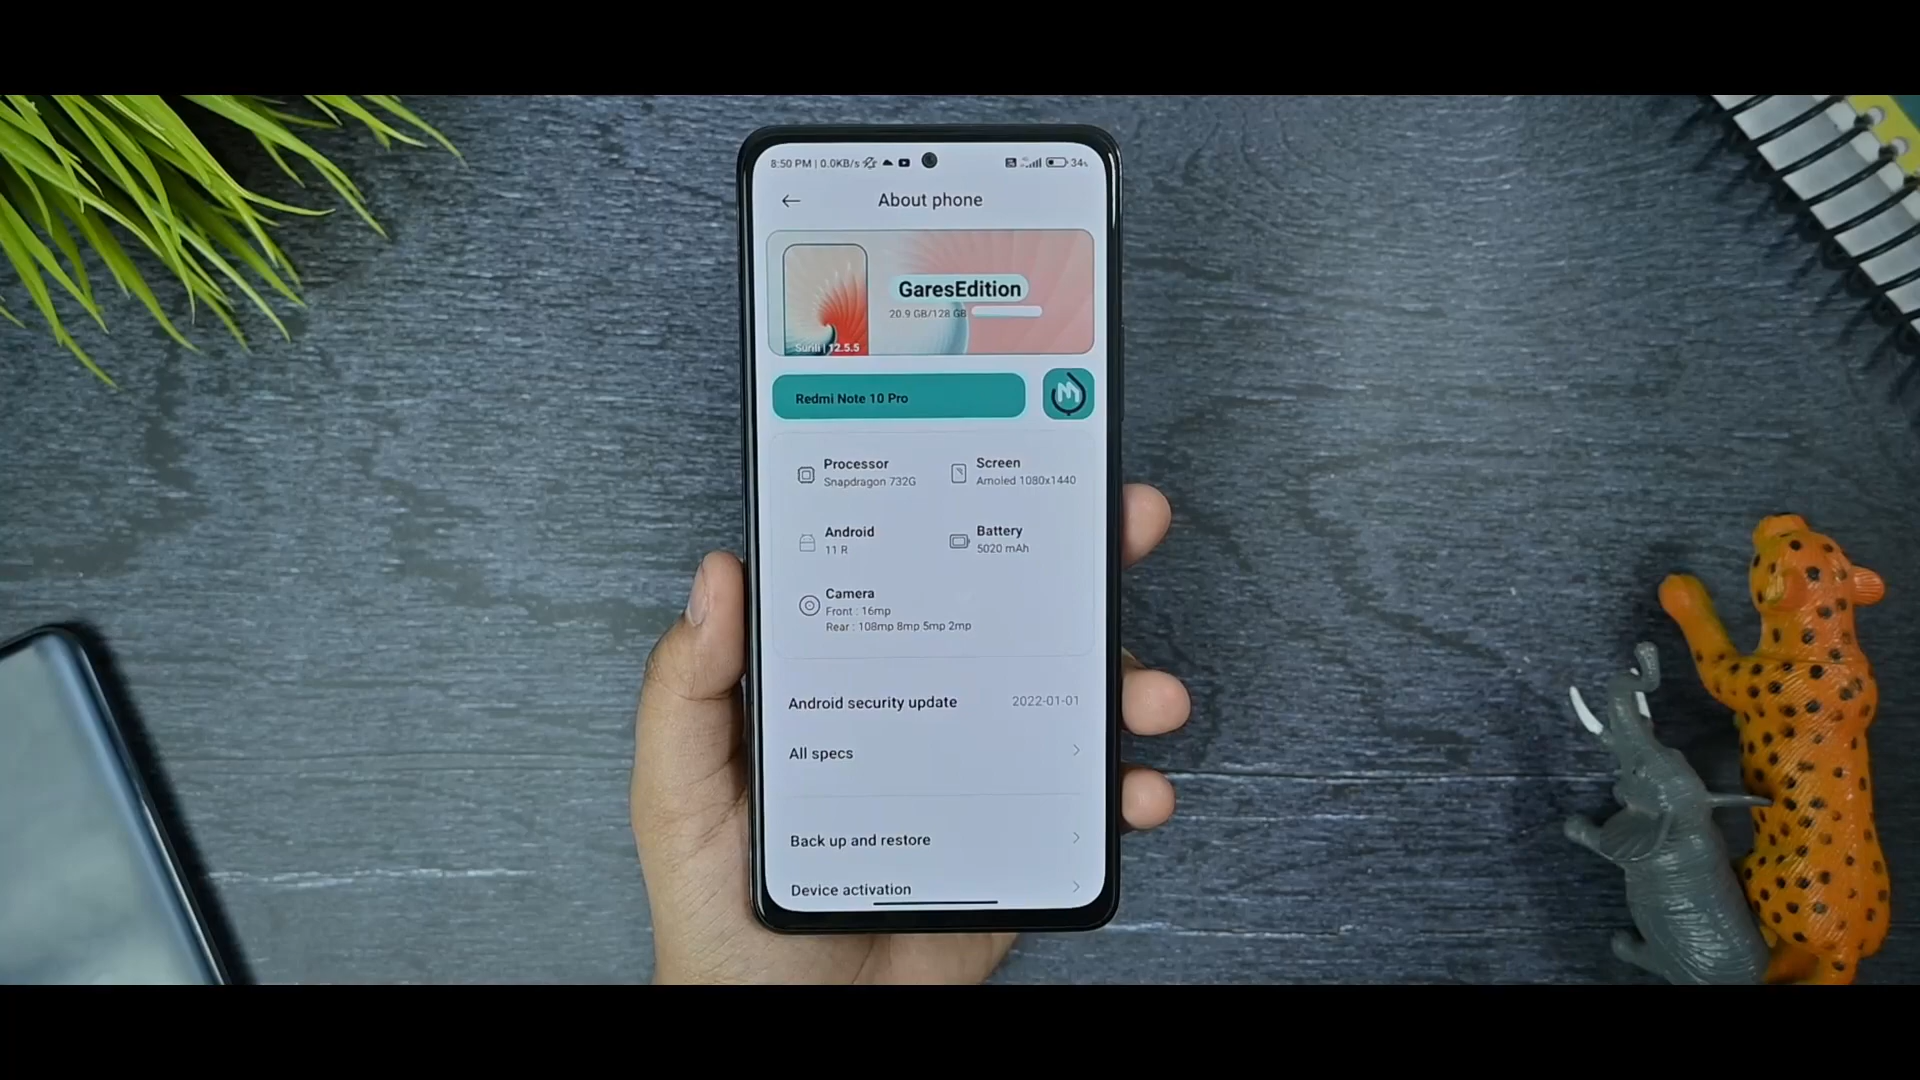 8:50 PM | 0.0KB/s 34%
About phone
GaresEdition
20.9 GB/128 GB
Surili | 12.5.5
Redmi Note 10 Pro
Processor
Snapdragon 732G
Screen
Amoled 1080x1440
Android
11 R
Battery
5020 mAh
Camera
Front : 16mp
Rear : 108mp 8mp 5mp 2mp
Android security update 2022-01-01
All specs
Back up and restore
Device activation